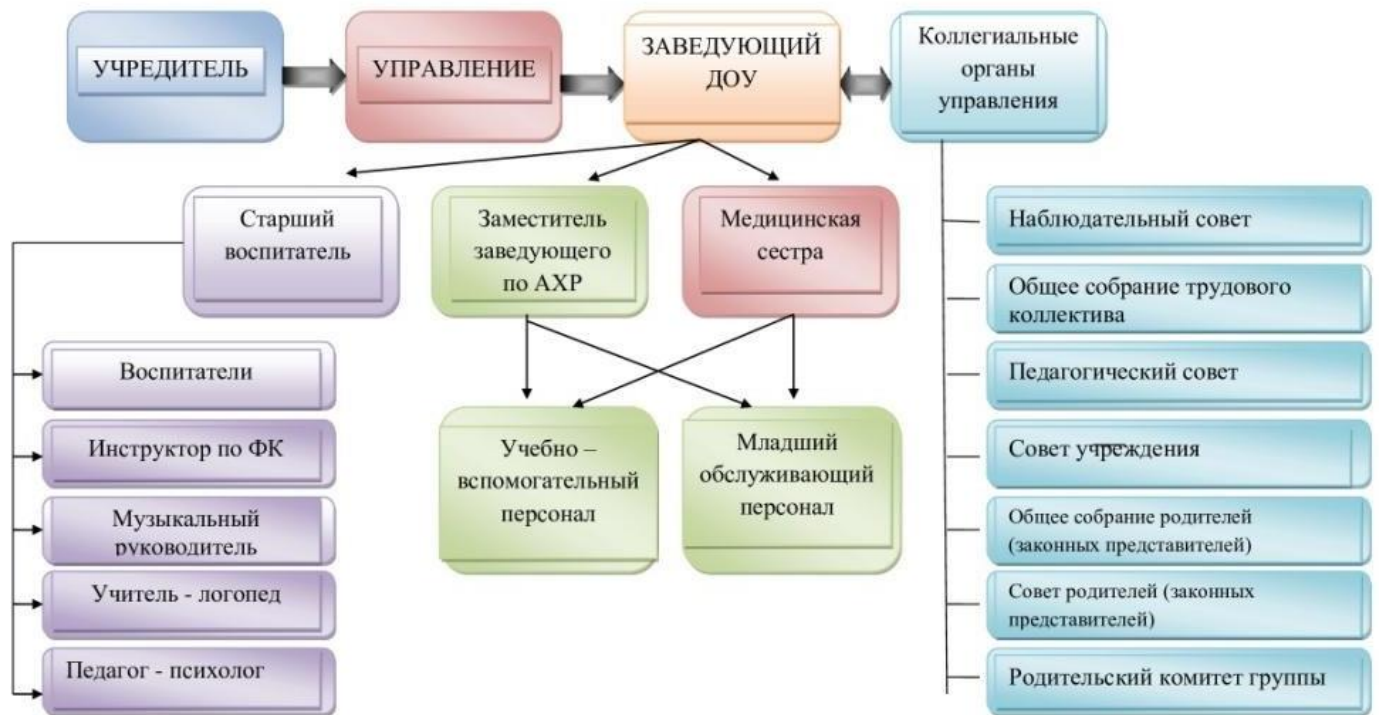 УЧРЕДИТЕЛЬ
УПРАВЛЕНИЕ
ЗАВЕДУЮЩИЙ
ДОУ
Коллегиальные
органы
управления
Старший
воспитатель
Заместитель
заведующего
по АХР
Медицинская
сестра
Воспитатели
Инструктор по ФК
Музыкальный
руководитель
Учитель - логопед
Педагог - психолог
Учебно –
вспомогательный
персонал
Младший
обслуживающий
персонал
Наблюдательный совет
Общее собрание трудового
коллектива
Педагогический совет
Совет учреждения
Общее собрание родителей
(законных представителей)
Совет родителей (законных
представителей)
Родительский комитет группы